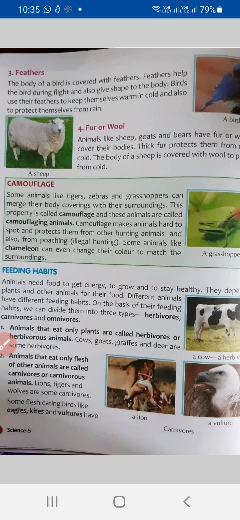 10:35
79%
3. Feathers
The body of a bird is covered with feathers. Feathers help
the bird during flight and also give shape to the body. Birds
use their feathers to keep themselves warm in cold and also
to protect themselves from rain.
A bird
4. Fur or Wool
Animals like sheep, goats and bears have fur or w
cover their bodies. Thick fur protects them from
cold. The body of a sheep is covered with wool to p
from cold.
A sheep
CAMOUFLAGE
Some animals like tigers, zebras and grasshoppers can
merge their body coverings with their surroundings. This
property is called camouflage and these animals are called
camouflaging animals. Camouflage makes animals hard to
spot and protects them from other hunting animals and
also, from poaching (illegal hunting). Some animals like
chameleon can even change their colour to match the
surroundings.
A grasshopper
FEEDING HABITS
Animals need food to get energy, to grow and to stay healthy. They depe
plants and other animals for their food. Different animals
have different feeding habits. On the basis of their feeding
habits, we can divide them into three types— herbivores,
carnivores and omnivores.
Animals that eat only plants are called herbivores or
herbivorous animals. Cows, goats, giraffes and deer are
some herbivores.
a cow—a herbiv
Animals that eat only flesh
of other animals are called
carnivores or carnivorous
animals. Lions, tigers and
wolves are some carnivores.
Some flesh eating birds like
eagles, kites and vultures have
a lion
a vulture
Carnivores
Science-5